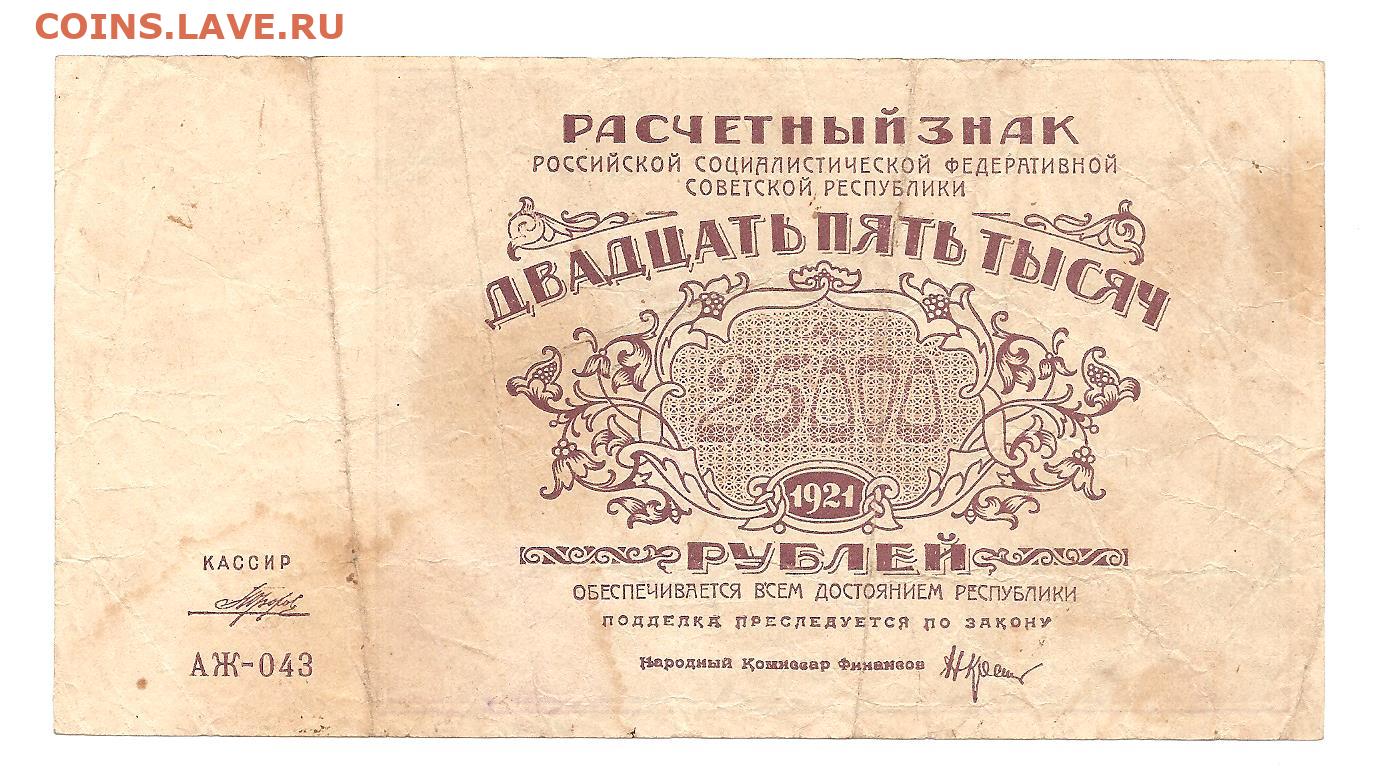 COINS.LAVE.RU
РАСЧЕТНЫЙ ЗНАК
РОССИЙСКОЙ СОЦИАЛИСТИЧЕСКОЙ ФЕДЕРАТИВНОЙ
СОВЕТСКОЙ РЕСПУБЛИКИ
ДВАДЦАТЬ ПЯТЬ ТЫСЯЧ
25000
1921
РУБЛЕЙ
ОБЕСПЕЧИВАЕТСЯ ВСЕМ ДОСТОЯНИЕМ РЕСПУБЛИКИ
ПОДДЕЛКА ПРЕСЛЕДУЕТСЯ ПО ЗАКОНУ
Народный Комиссар Финансов
КАССИР
АЖ-043